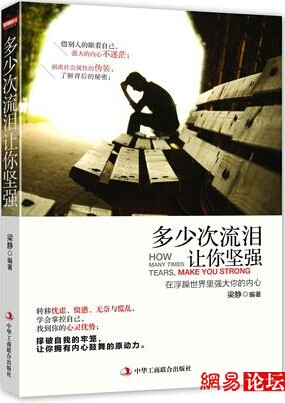 借别人的眼看自己，
强大的内心不迷茫；
剥离社会属性的伪装，
了解背后的秘密；
多少次流泪 让你坚强
梁静 ◎ 编著
中华工商联合出版社
多少次流泪
HOW
MANY TIMES
让你坚强
TEARS, MAKE YOU STRONG
在浮躁世界里强大你的内心
梁静 ◎ 编著
转移忧虑、愤懑、无奈与慌乱，
学会掌控自己，
找到你的心灵优势；
撑破自我的牢笼，
让你拥有内心鼓舞的原动力。
中华工商联合出版社
網易论坛